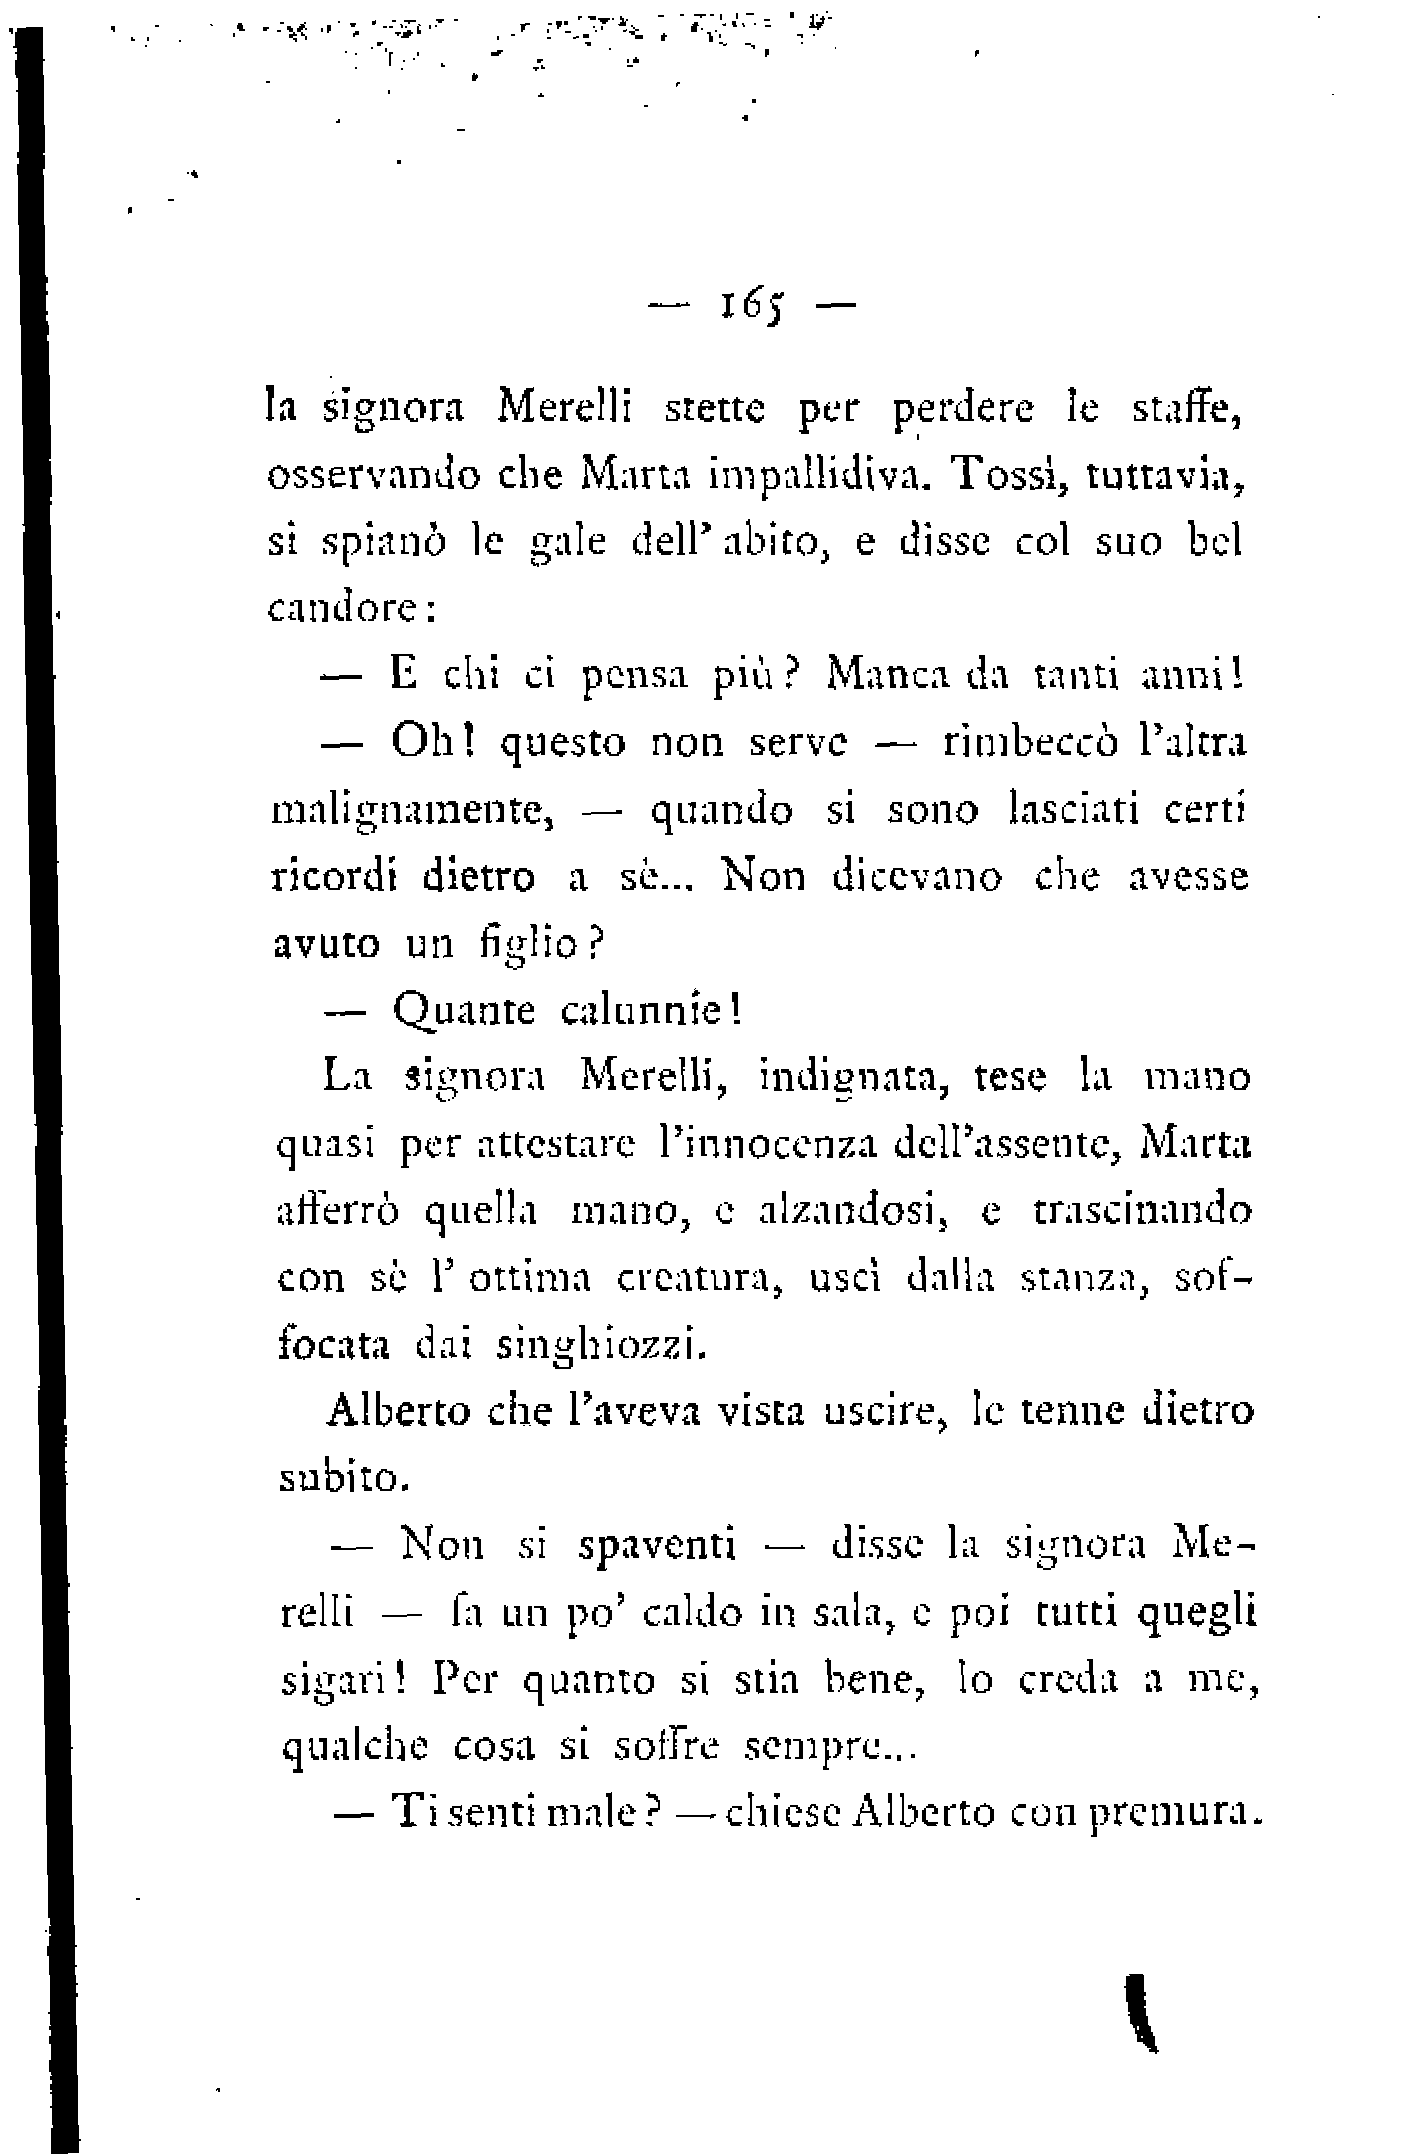 — 165 —
la signora Merelli stette per perdere le staffe,
osservando che Marta impallidiva. Tossì, tuttavia,
si spianò le gale dell' abito, e disse col suo bel
candore:
— E chi ci pensa più? Manca da tanti anni!
— Oh! questo non serve — rimbeccò l'altra
malignamente, — quando si sono lasciati certi
ricordi dietro a sè... Non dicevano che avesse
avuto un figlio?
— Quante calunnie!
La signora Merelli, indignata, tese la mano
quasi per attestare l'innocenza dell'assente, Marta
afferrò quella mano, e alzandosi, e trascinando
con sè l' ottima creatura, uscì dalla stanza, sof-
focata dai singhiozzi.
Alberto che l'aveva vista uscire, le tenne dietro
subito.
— Non si spaventi — disse la signora Me-
relli — fa un po' caldo in sala, e poi tutti quegli
sigari! Per quanto si stia bene, lo creda a me,
qualche cosa si soffre sempre...
— Ti senti male? — chiese Alberto con premura.